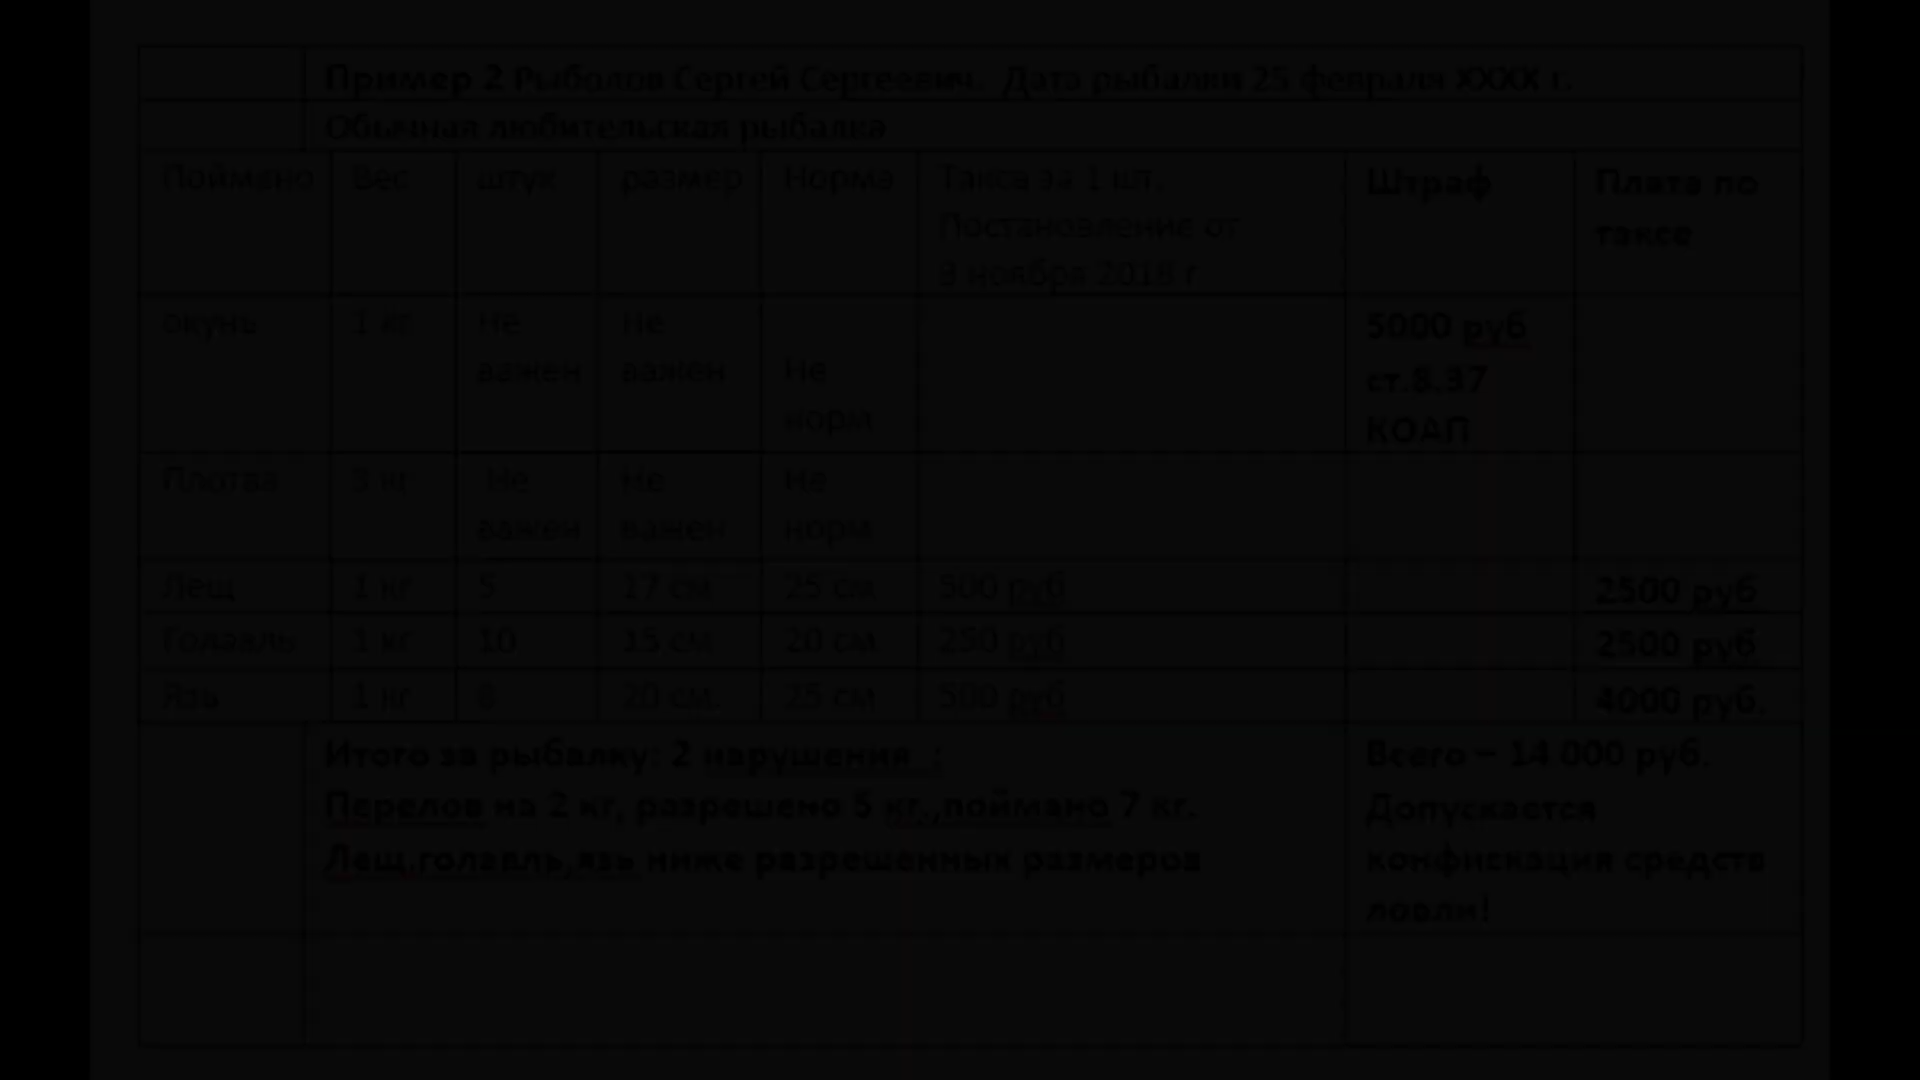 Пример 2 Рыболов Сергей Сергеевич. Дата рыбалки 25 февраля XXXX г.
Обычная любительская рыбалка
Поймано Вес штук размер Норма Такса за 1 шт. Штраф Плата по
Постановление от таксе
3 ноября 2018 г
окунь 1 кг Не Не 5000 руб
важен важен Не ст.8.37
норм КОАП
Плотва 3 кг Не Не Не
важен важен норм
Лещ 1 кг 5 17 см 25 см 500 руб 2500 руб
Голавль 1 кг 10 15 см 20 см 250 руб 2500 руб
Язь 1 кг 8 20 см. 25 см 500 руб 4000 руб.
Итого за рыбалку: 2 нарушения : Всего – 14 000 руб.
Перелов на 2 кг, разрешено 5 кг.,поймано 7 кг. Допускается
Лещ,голавль,язь ниже разрешенных размеров конфискация средств
ловли!